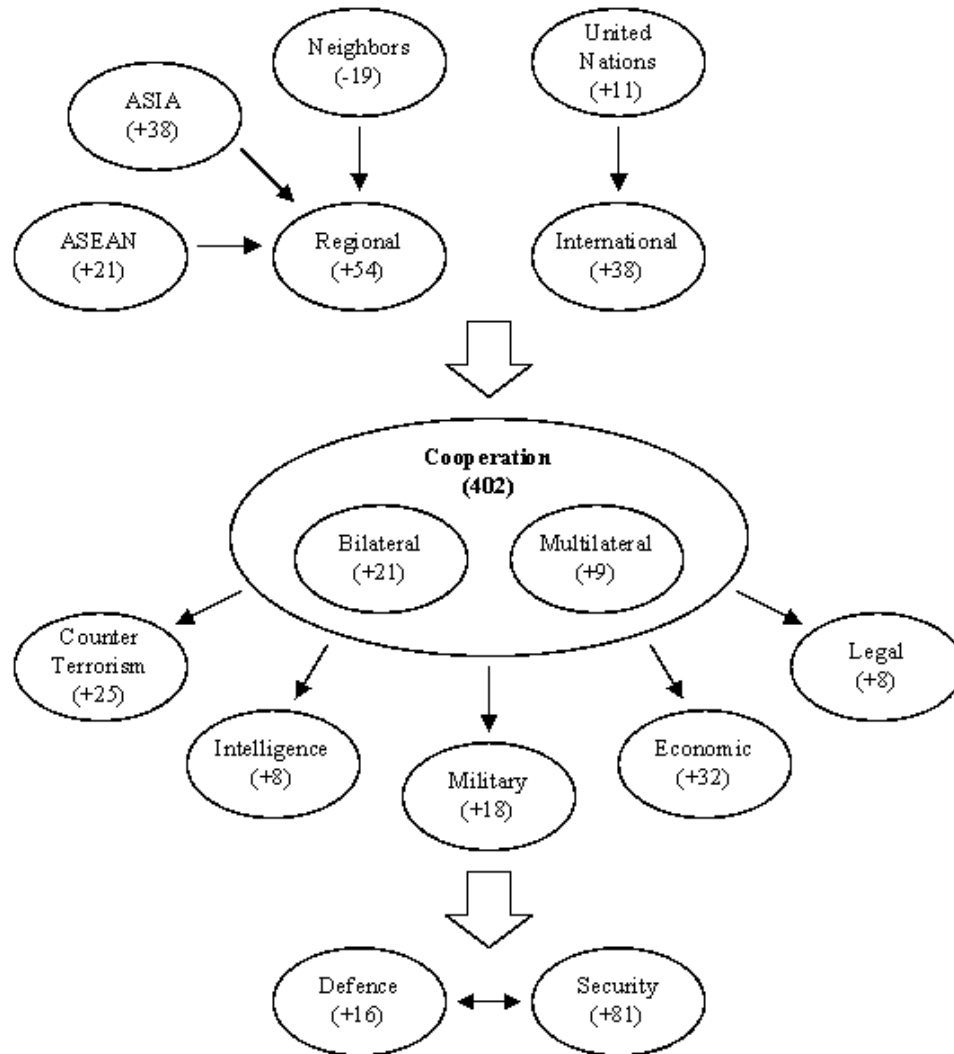 Neighbors
(-19)
United
Nations
(+11)
ASIA
(+38)
ASEAN
(+21)
Regional
(+54)
International
(+38)
Cooperation
(402)
Bilateral
(+21)
Multilateral
(+9)
Counter
Terrorism
(+25)
Legal
(+8)
Intelligence
(+8)
Military
(+18)
Economic
(+32)
Defence
(+16)
Security
(+81)